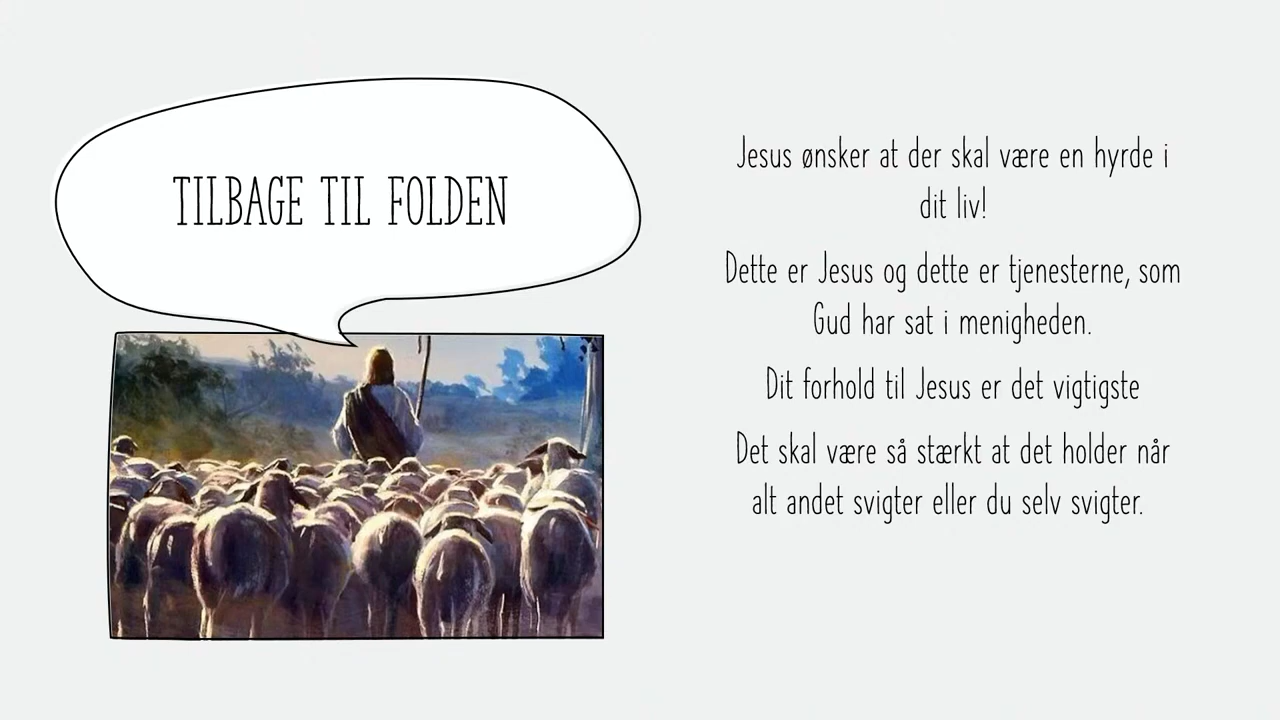 TILBAGE TIL FOLDEN
Jesus ønsker at der skal være en hyrde i
dit liv!
Dette er Jesus og dette er tjenesterne, som
Gud har sat i menigheden.
Dit forhold til Jesus er det vigtigste
Det skal være så stærkt at det holder når
alt andet svigter eller du selv svigter.